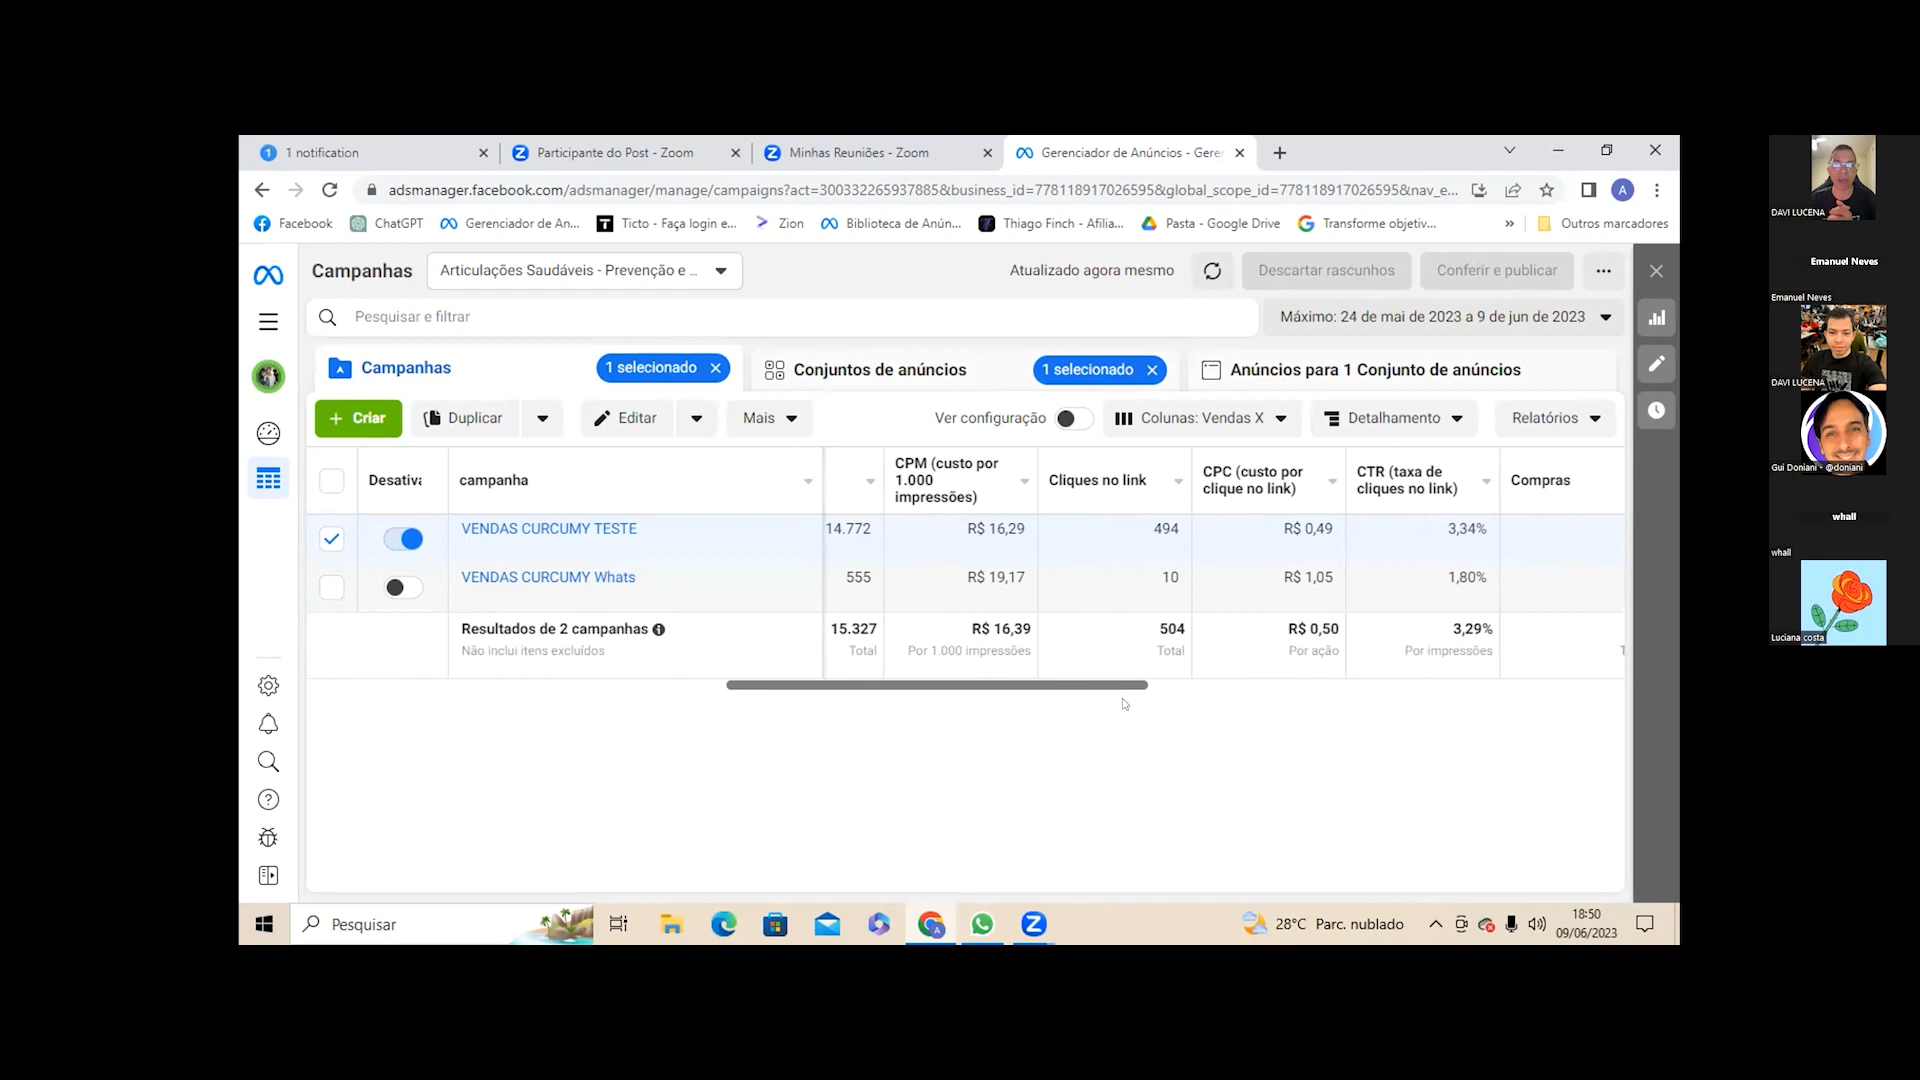 1 notification
Participante do Post - Zoom
Minhas Reuniões - Zoom
Gerenciador de Anúncios - Gere
adsmanager.facebook.com/adsmanager/manage/campaigns?act=300332265937885&business_id=778118917026595&global_scope_id=778118917026595&nav_e...
A
Facebook
ChatGPT
Gerenciador de An...
Ticto - Faça login e...
Zion
Biblioteca de Anún...
Thiago Finch - Afilia...
Pasta - Google Drive
Transforme objetiv...
»
Outros marcadores
Campanhas
Articulações Saudáveis - Prevenção e ...
Atualizado agora mesmo
Descartar rascunhos
Conferir e publicar
Pesquisar e filtrar
Máximo: 24 de mai de 2023 a 9 de jun de 2023
Campanhas
1 selecionado
Conjuntos de anúncios
1 selecionado
Anúncios para 1 Conjunto de anúncios
+ Criar
Duplicar
Editar
Mais
Ver configuração
Colunas: Vendas X
Detalhamento
Relatórios
Desativa
campanha
CPM (custo por
1.000
impressões)
Cliques no link
CPC (custo por
clique no link)
CTR (taxa de
cliques no link)
Compras
VENDAS CURCUMY TESTE
14.772
R$ 16,29
494
R$ 0,49
3,34%
VENDAS CURCUMY Whats
555
R$ 19,17
10
R$ 1,05
1,80%
Resultados de 2 campanhas
15.327
R$ 16,39
504
R$ 0,50
3,29%
Não inclui itens excluídos
Total
Por 1.000 impressões
Total
Por ação
Por impressões
Pesquisar
28°C Parc. nublado
18:50
09/06/2023
DAVI LUCENA
Emanuel Neves
Emanuel Neves
DAVI LUCENA
Gui Doniani - @doniani
whall
whall
Luciana costa